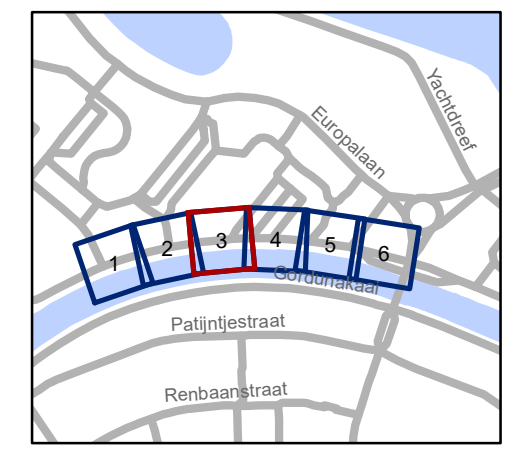 Yachtdreef
Europalaan
1
2
3
4
5
6
Gordunakaai
Patijntjestraat
Renbaanstraat